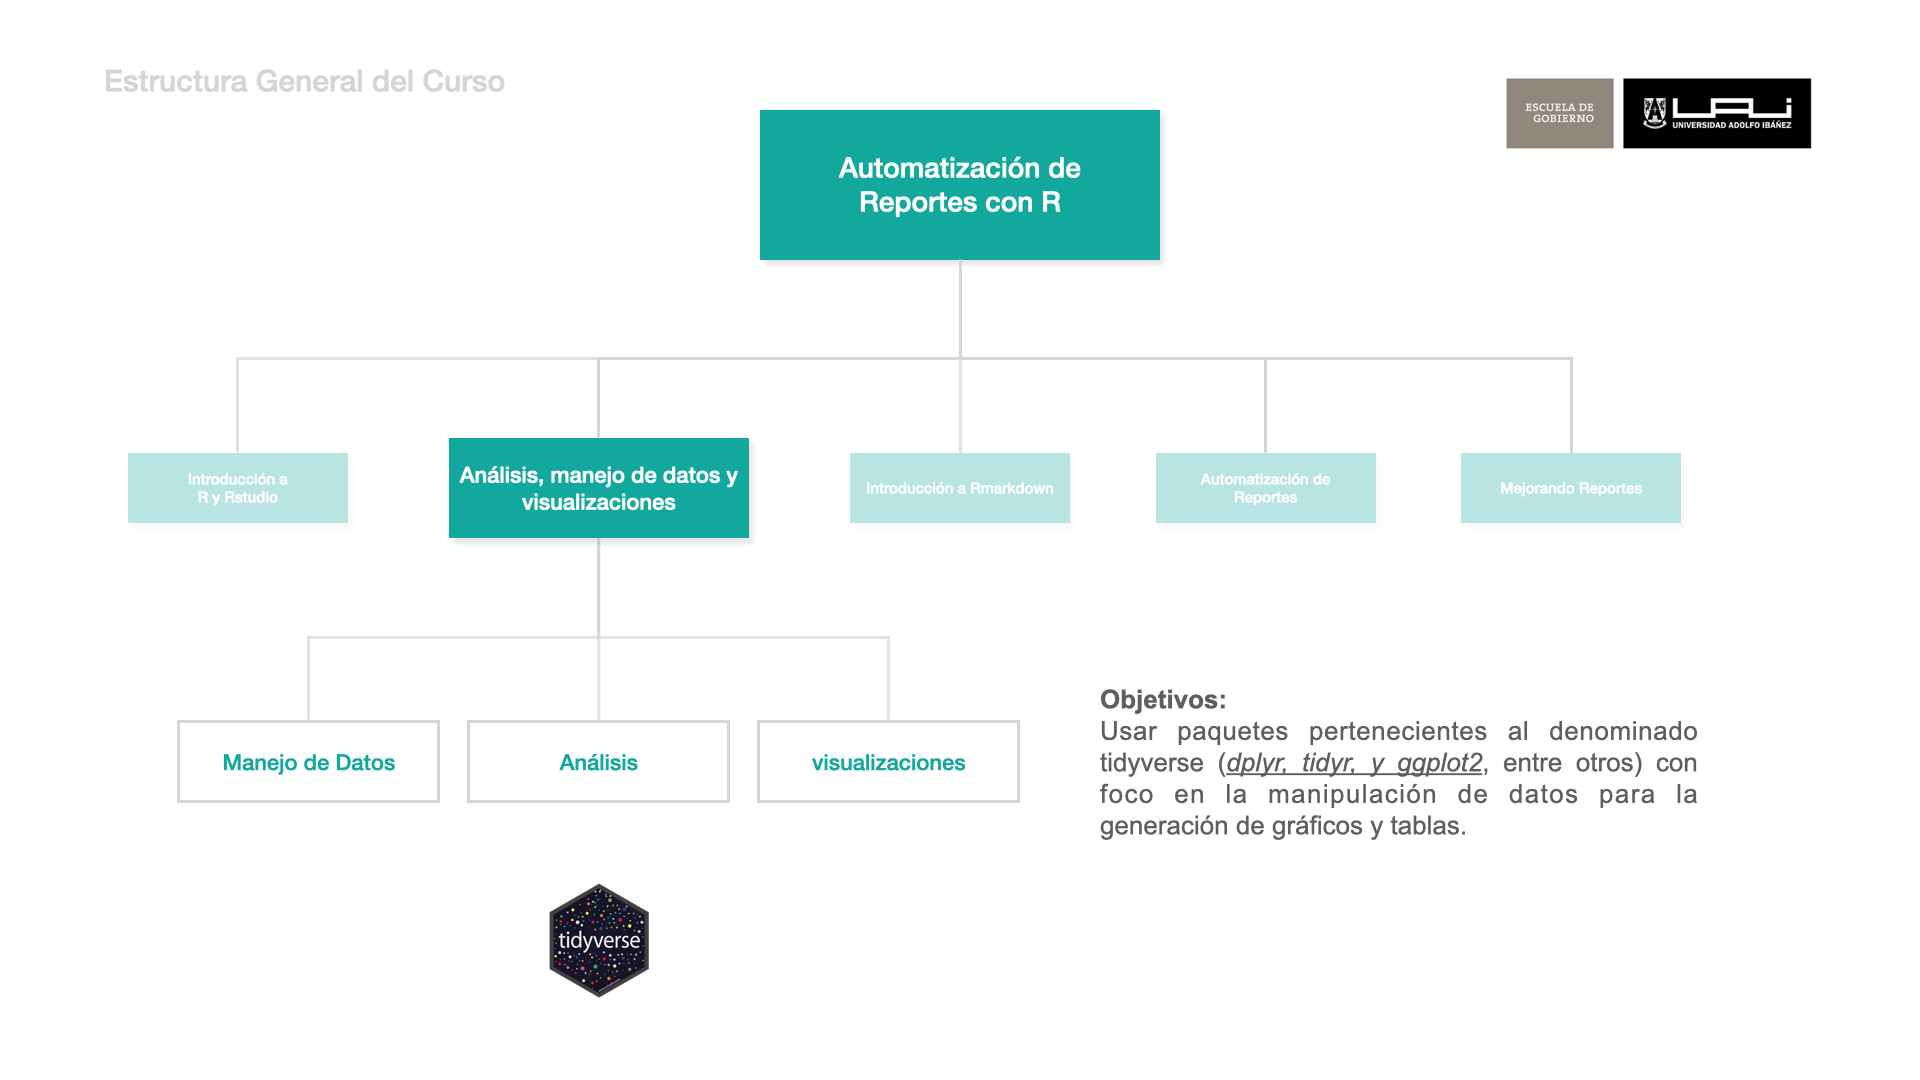 Estructura General del Curso
ESCUELA DE
GOBIERNO
UAI
UNIVERSIDAD ADOLFO IBÁÑEZ
Automatización de
Reportes con R
Introducción a
R y Rstudio
Análisis, manejo de datos y
visualizaciones
Introducción a Rmarkdown
Automatización de
Reportes
Mejorando Reportes
Manejo de Datos
Análisis
visualizaciones
Objetivos:
Usar paquetes pertenecientes al denominado
tidyverse (dplyr, tidyr, y ggplot2, entre otros) con
foco en la manipulación de datos para la
generación de gráficos y tablas.
tidyverse